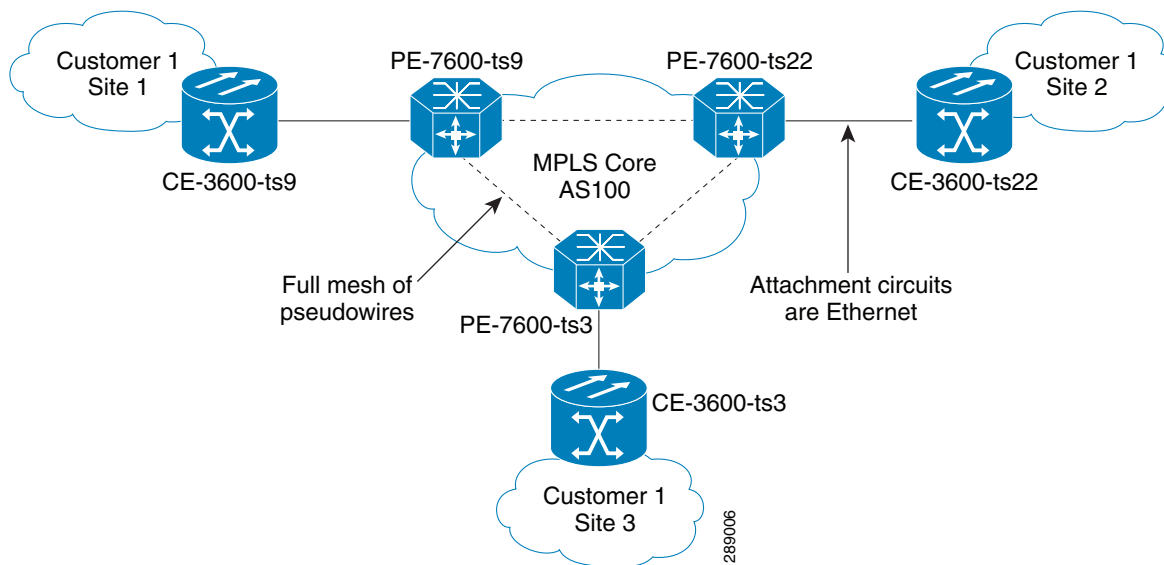 Customer 1
Site 1
PE-7600-ts9
PE-7600-ts22
Customer 1
Site 2
CE-3600-ts9
MPLS Core
AS100
CE-3600-ts22
Full mesh of
pseudowires
Attachment circuits
are Ethernet
PE-7600-ts3
CE-3600-ts3
Customer 1
Site 3
289006